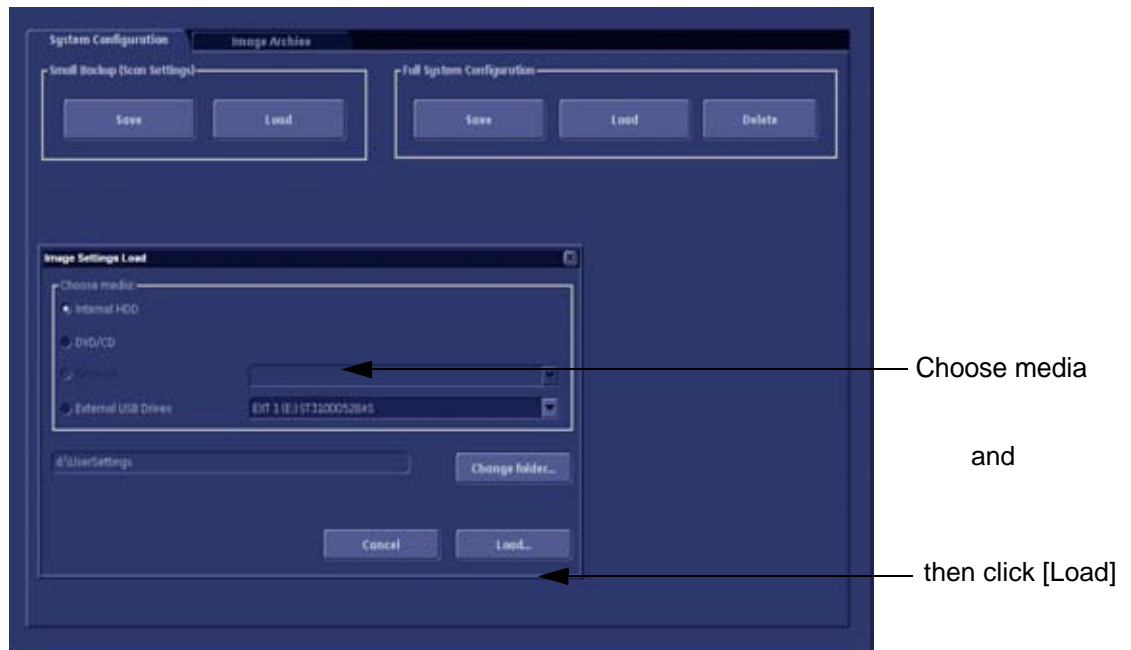 System Configuration
Image Archive
Small Backup (Scan Settings)
Full System Configuration
Save
Load
Save
Load
Delete
Image Settings Load
Choose media:
Internal HDD
DVD/CD
External USB Drives
EXT 1 (E:) ST31000528AS
d:\UserSettings
Change folder...
Cancel
Load...
Choose media
and
then click [Load]